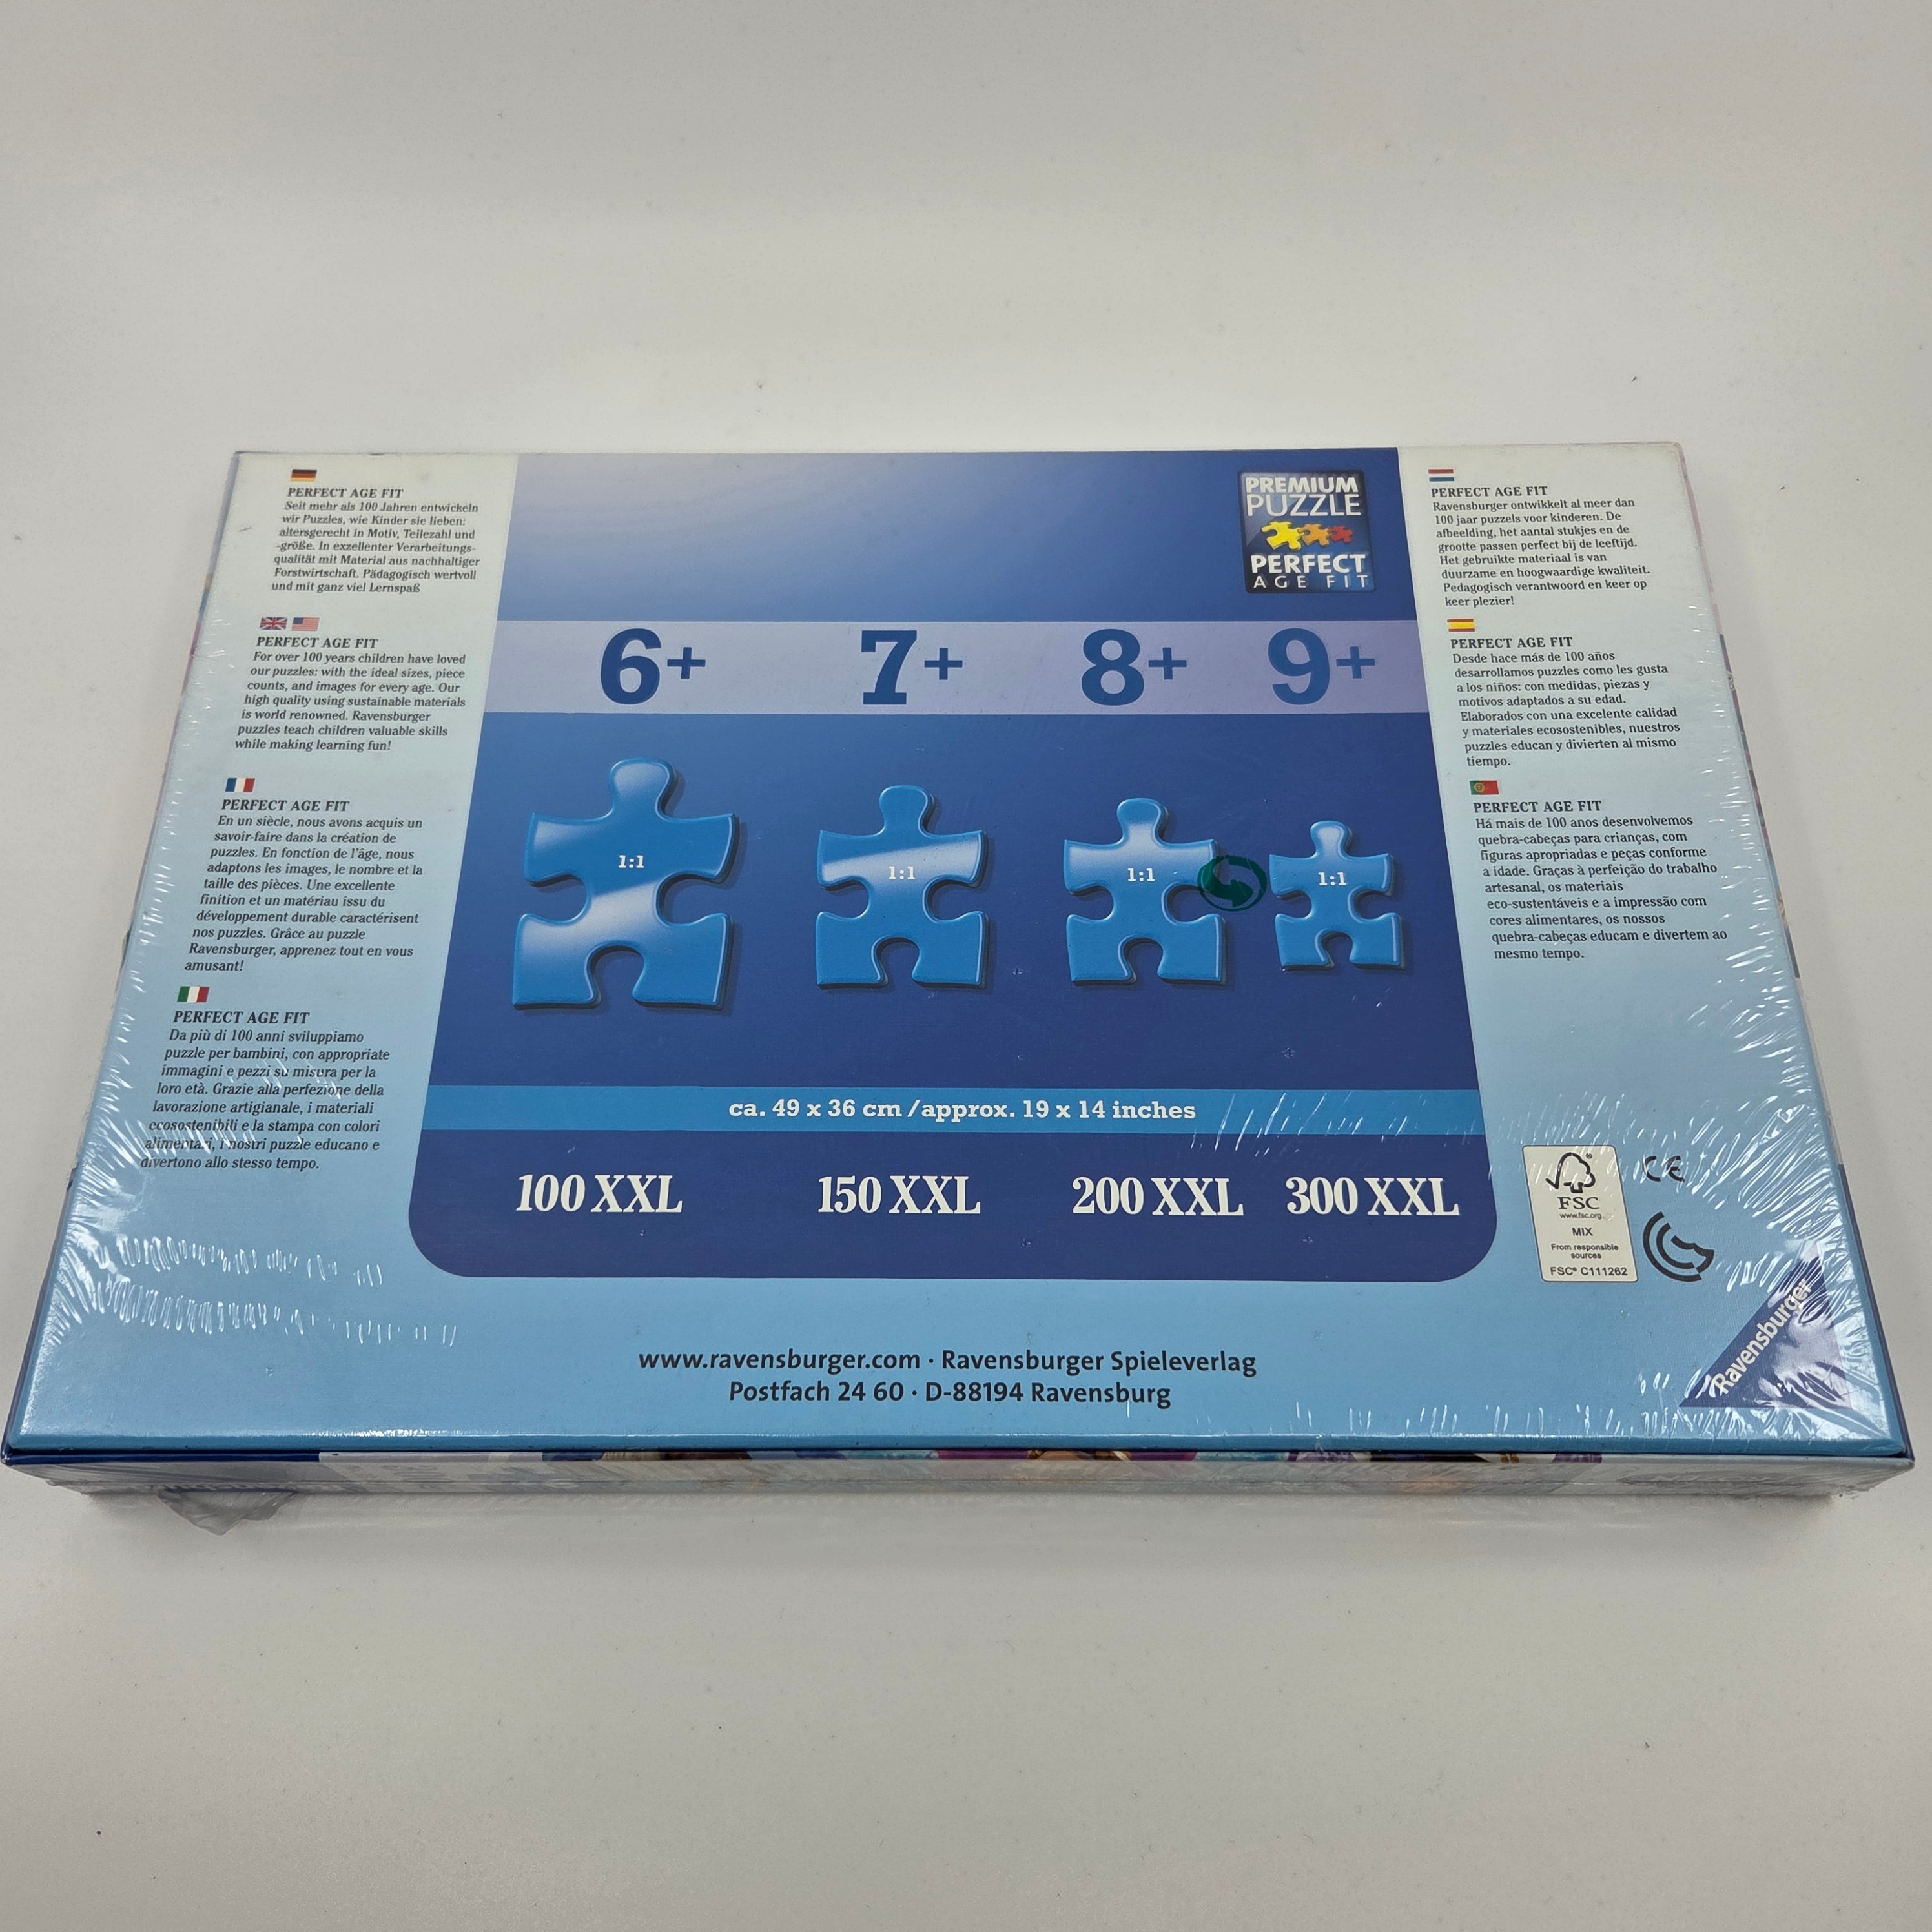 PERFECT AGE FIT
Seit mehr als 100 Jahren entwickeln
wir Puzzles, wie Kinder sie lieben:
altersgerecht in Motiv, Teilezahl und
-größe. In exzellenter Verarbeitungs-
qualität mit Material aus nachhaltiger
Forstwirtschaft. Pädagogisch wertvoll
und mit ganz viel Lernspaß
PERFECT AGE FIT
For over 100 years children have loved
our puzzles: with the ideal sizes, piece
counts, and images for every age. Our
high quality using sustainable materials
is world renowned. Ravensburger
puzzles teach children valuable skills
while making learning fun!
PERFECT AGE FIT
En un siècle, nous avons acquis un
savoir-faire dans la création de
puzzles. En fonction de l'âge, nous
adaptons les images, le nombre et la
taille des pièces. Une excellente
finition et un matériau issu du
développement durable caractérisent
nos puzzles. Grâce au puzzle
Ravensburger, apprenez tout en vous
amusant!
PERFECT AGE FIT
Da più di 100 anni sviluppiamo
puzzle per bambini, con appropriate
immagini e pezzi su misura per la
loro età. Grazie alla perfezione della
lavorazione artigianale, i materiali
ecosostenibili e la stampa con colori
alimentari, i nostri puzzle educano e
divertono allo stesso tempo.
PREMIUM
PUZZLE
PERFECT
AGE FIT
6+ 7+ 8+ 9+
1:1 1:1 1:1 1:1
ca. 49 x 36 cm /approx. 19 x 14 inches
100 XXL 150 XXL 200 XXL 300 XXL
PERFECT AGE FIT
Ravensburger ontwikkelt al meer dan
100 jaar puzzels voor kinderen. De
afbeelding, het aantal stukjes en de
grootte passen perfect bij de leeftijd.
Het gebruikte materiaal is van
duurzame en hoogwaardige kwaliteit.
Pedagogisch verantwoord en keer op
keer plezier!
PERFECT AGE FIT
Desde hace más de 100 años
desarrollamos puzzles como les gusta
a los niños: con medidas, piezas y
motivos adaptados a su edad.
Elaborados con una excelente calidad
y materiales ecosostenibles, nuestros
puzzles educan y divierten al mismo
tiempo.
PERFECT AGE FIT
Há mais de 100 anos desenvolvemos
quebra-cabeças para crianças, com
figuras apropriadas e peças conforme
a idade. Graças à perfeição do trabalho
artesanal, os materiais
eco-sustentáveis e a impressão com
cores alimentares, os nossos
quebra-cabeças educam e divertem ao
mesmo tempo.
FSC
www.fsc.org
MIX
From responsible
sources
FSC® C111262
CE
Ravensburger
www.ravensburger.com · Ravensburger Spieleverlag
Postfach 24 60 · D-88194 Ravensburg